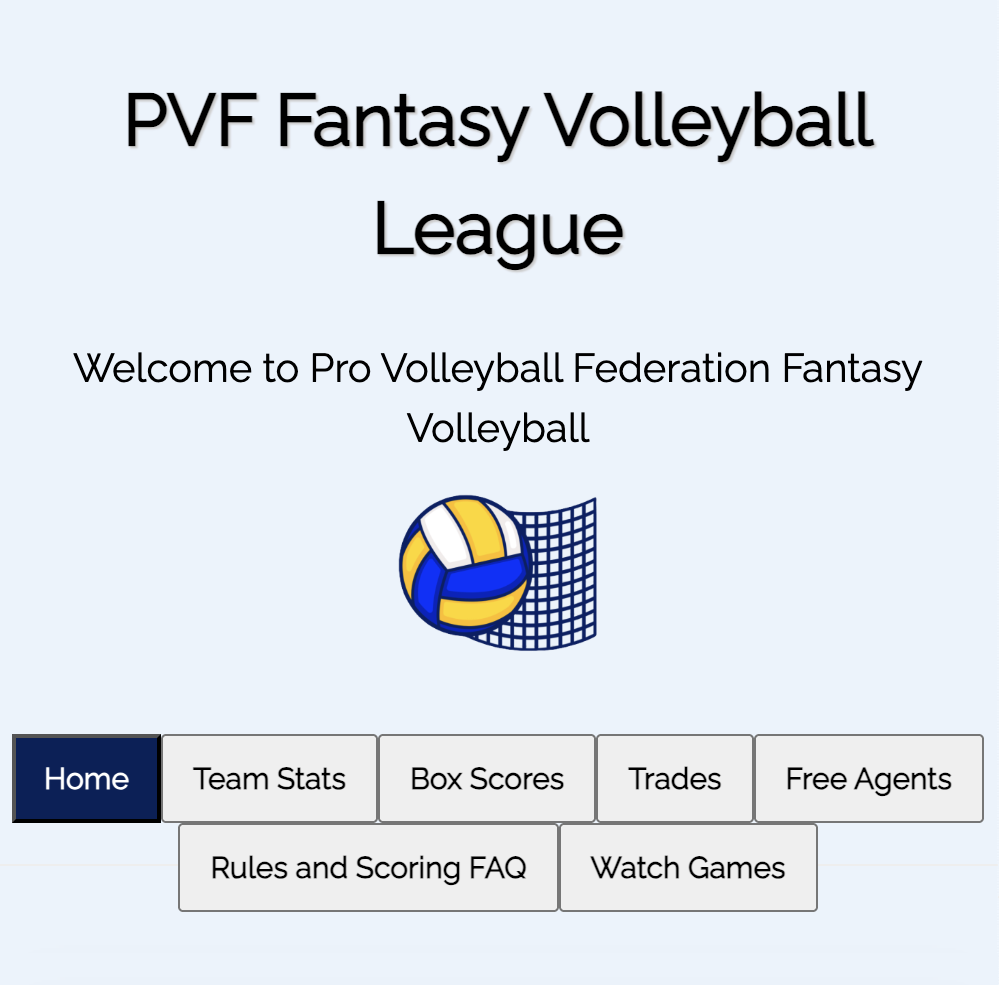 PVF Fantasy Volleyball
League
Welcome to Pro Volleyball Federation Fantasy
Volleyball
Home Team Stats Box Scores Trades Free Agents
Rules and Scoring FAQ Watch Games